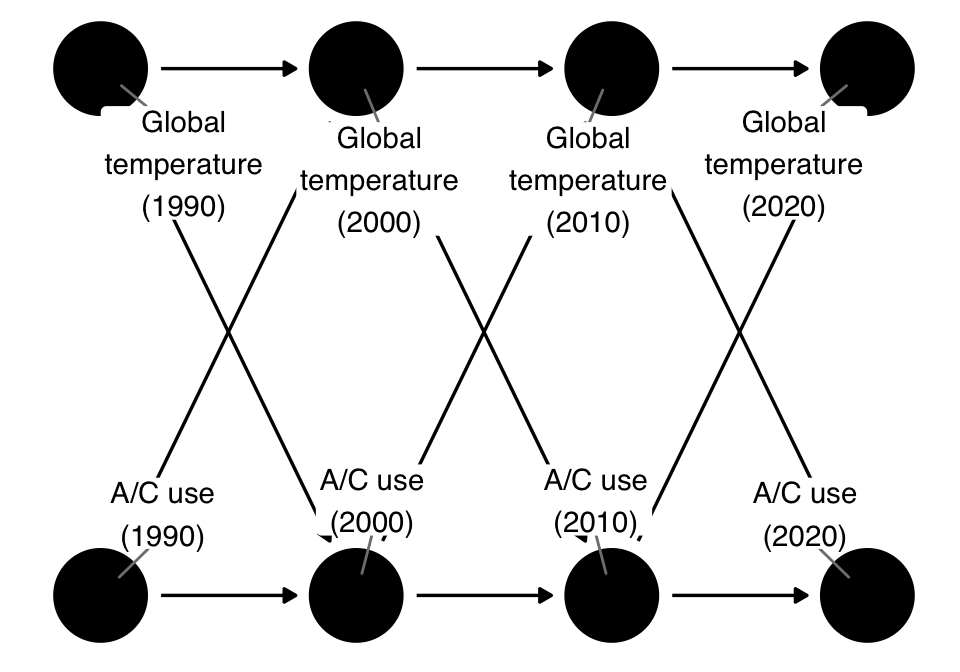 Global
temperature
(1990)
Global
temperature
(2000)
Global
temperature
(2010)
Global
temperature
(2020)
A/C use
(1990)
A/C use
(2000)
A/C use
(2010)
A/C use
(2020)